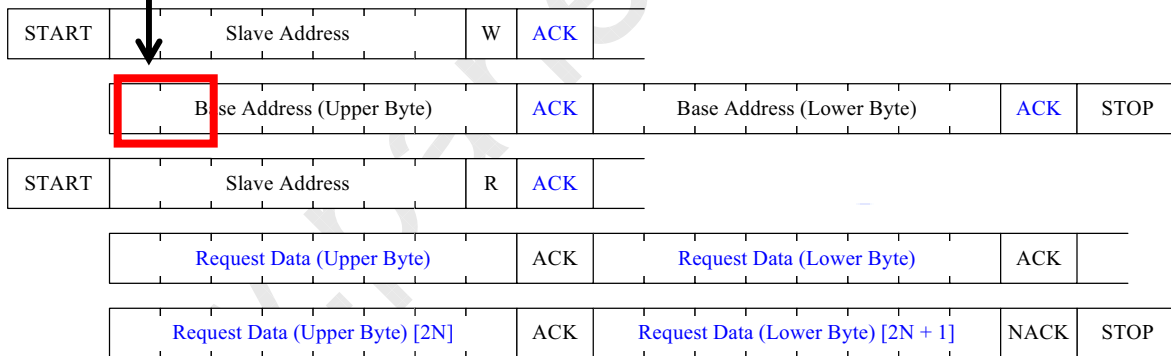 START Slave Address W ACK
Base Address (Upper Byte) ACK Base Address (Lower Byte) ACK STOP
START Slave Address R ACK
Request Data (Upper Byte) ACK Request Data (Lower Byte) ACK
Request Data (Upper Byte) [2N] ACK Request Data (Lower Byte) [2N + 1] NACK STOP